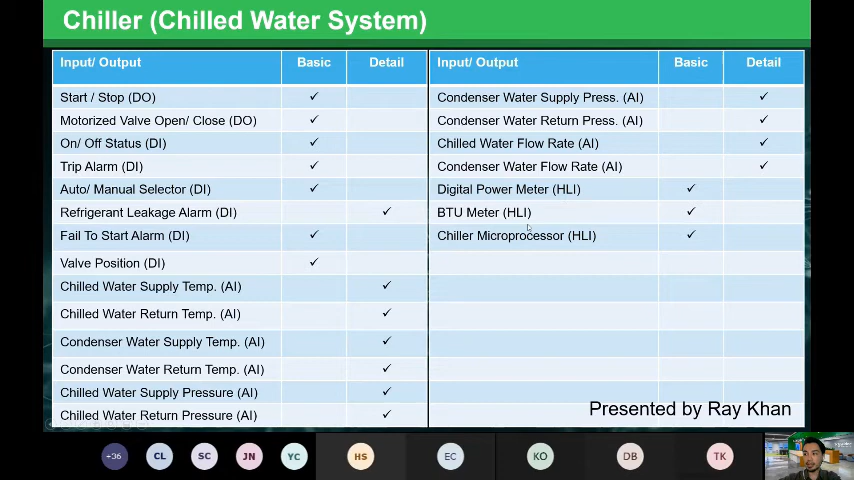 Chiller (Chilled Water System)
Input/ Output Basic Detail
Start / Stop (DO) ✓
Motorized Valve Open/ Close (DO) ✓
On/ Off Status (DI) ✓
Trip Alarm (DI) ✓
Auto/ Manual Selector (DI) ✓
Refrigerant Leakage Alarm (DI) ✓
Fail To Start Alarm (DI) ✓
Valve Position (DI) ✓
Chilled Water Supply Temp. (AI) ✓
Chilled Water Return Temp. (AI) ✓
Condenser Water Supply Temp. (AI) ✓
Condenser Water Return Temp. (AI) ✓
Chilled Water Supply Pressure (AI) ✓
Chilled Water Return Pressure (AI) ✓
Input/ Output Basic Detail
Condenser Water Supply Press. (AI) ✓
Condenser Water Return Press. (AI) ✓
Chilled Water Flow Rate (AI) ✓
Condenser Water Flow Rate (AI) ✓
Digital Power Meter (HLI) ✓
BTU Meter (HLI) ✓
Chiller Microprocessor (HLI) ✓
Presented by Ray Khan
+36 CL SC JN YC HS EC KO DB TK